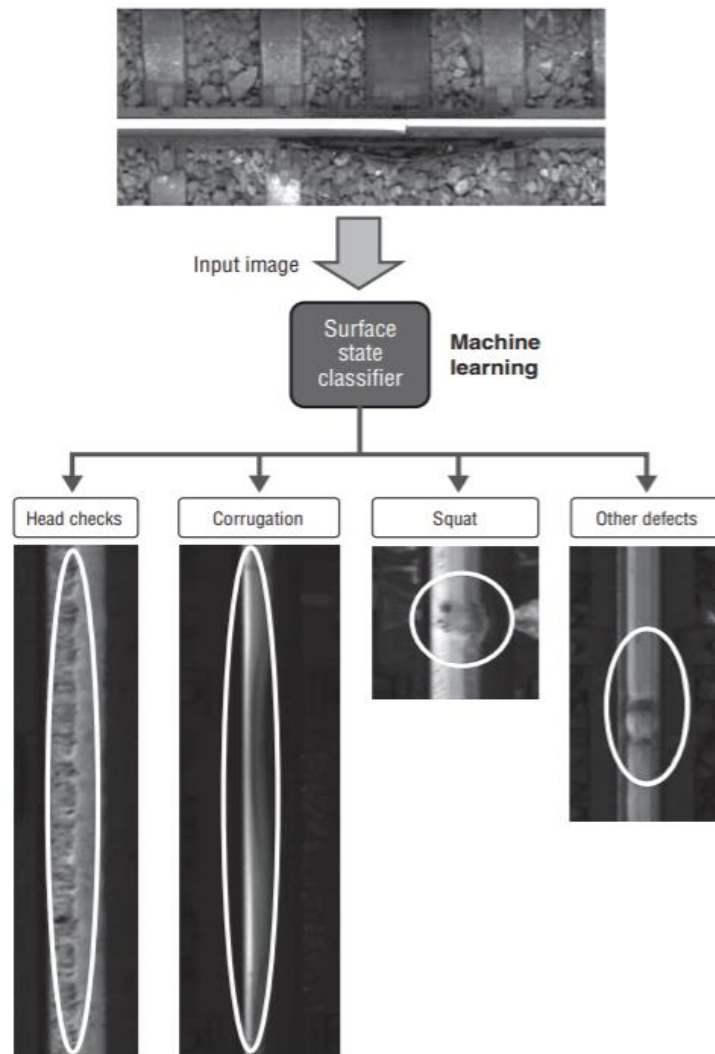 Input image
Surface
state
classifier
Machine
learning
Head checks
Corrugation
Squat
Other defects